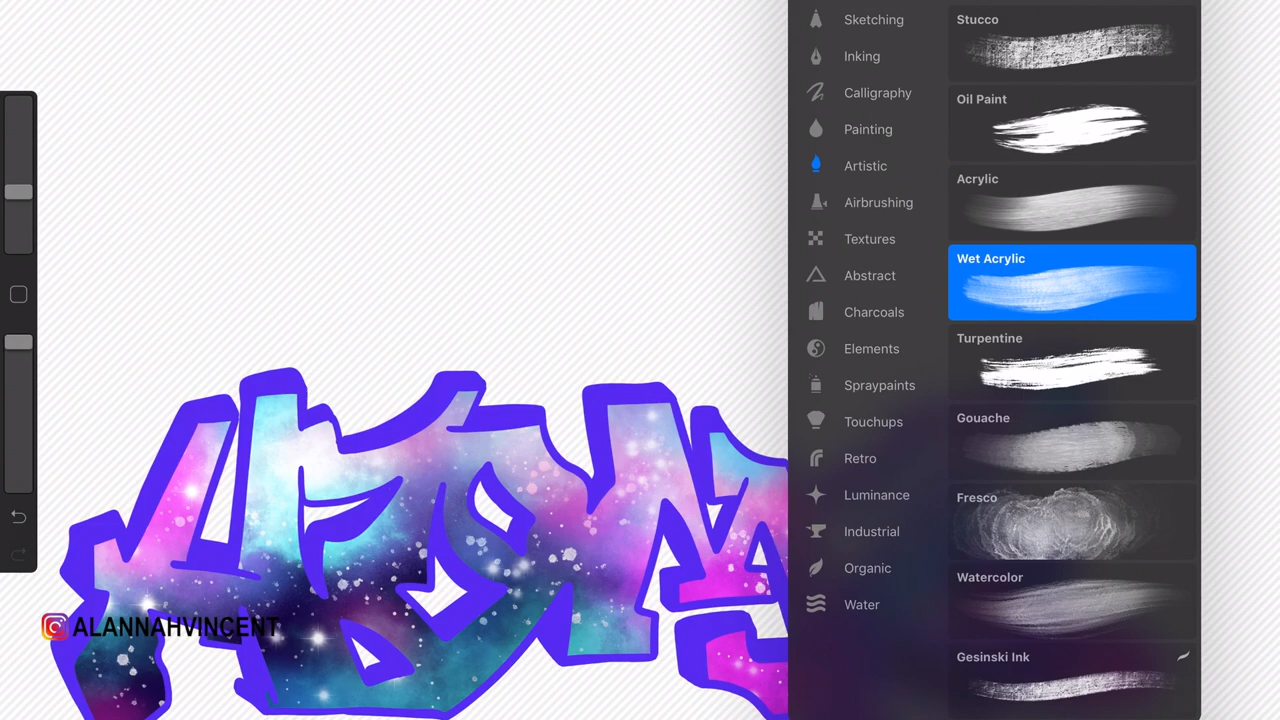 Sketching
Inking
Calligraphy
Painting
Artistic
Airbrushing
Textures
Abstract
Charcoals
Elements
Spraypaints
Touchups
Retro
Luminance
Industrial
Organic
Water
Stucco
Oil Paint
Acrylic
Wet Acrylic
Turpentine
Gouache
Fresco
Watercolor
Gesinski Ink
ALANNAHVINCENT